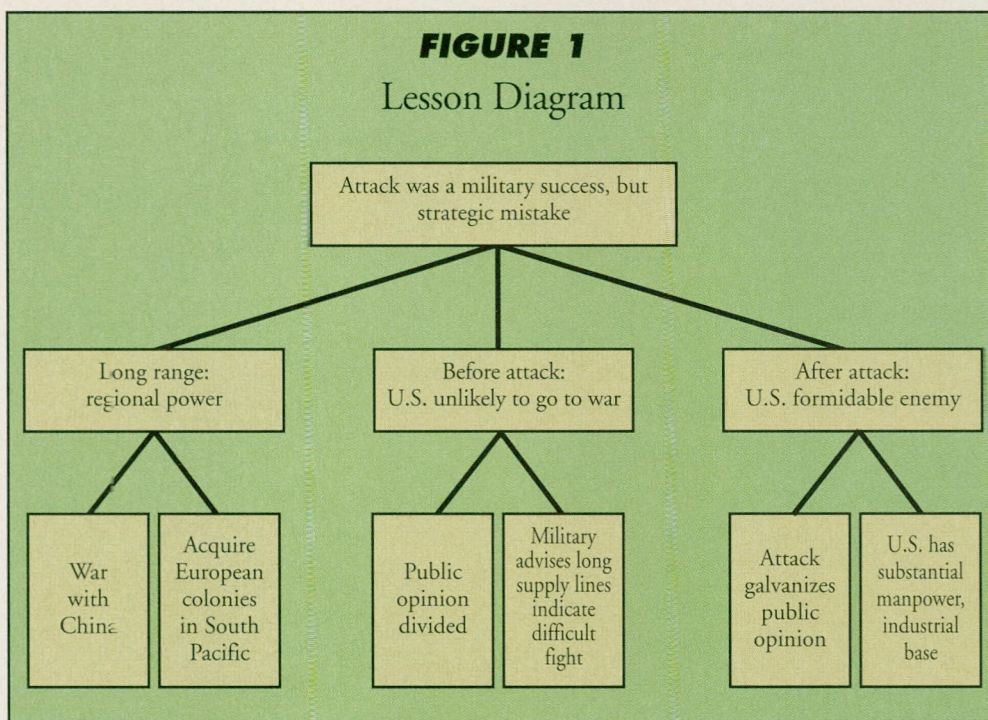 FIGURE 1
Lesson Diagram
Attack was a military success, but
strategic mistake
Long range:
regional power
Before attack:
U.S. unlikely to go to war
After attack:
U.S. formidable enemy
War
with
China
Acquire
European
colonies
in South
Pacific
Public
opinion
divided
Military
advises long
supply lines
indicate
difficult
fight
Attack
galvanizes
public
opinion
U.S. has
substantial
manpower,
industrial
base